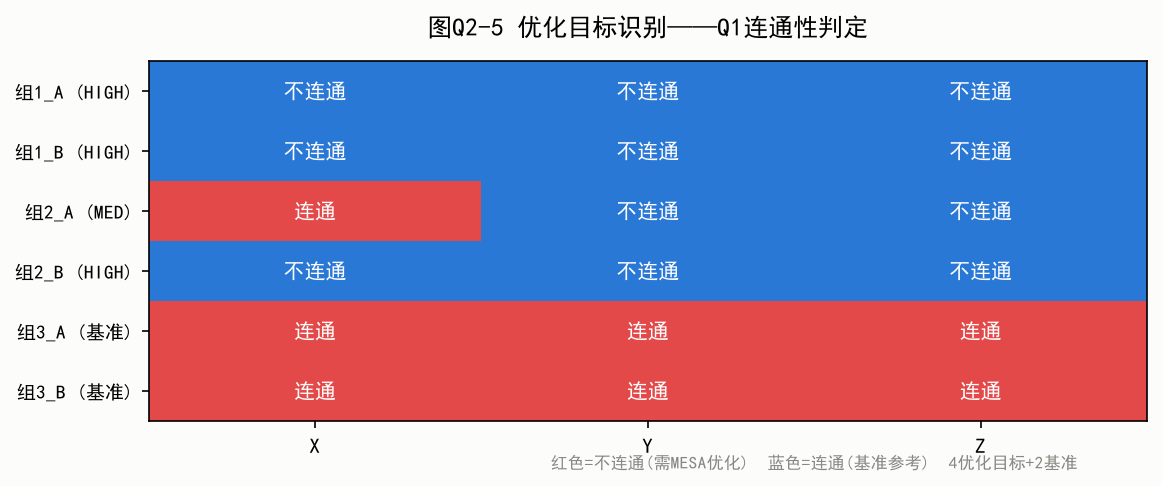 图Q2-5 优化目标识别——Q1连通性判定
组1_A (HIGH) 不连通 不连通 不连通
组1_B (HIGH) 不连通 不连通 不连通
组2_A (MED) 连通 不连通 不连通
组2_B (HIGH) 不连通 不连通 不连通
组3_A (基准) 连通 连通 连通
组3_B (基准) 连通 连通 连通
X Y Z
红色=不连通(需MESA优化) 蓝色=连通(基准参考) 4优化目标+2基准